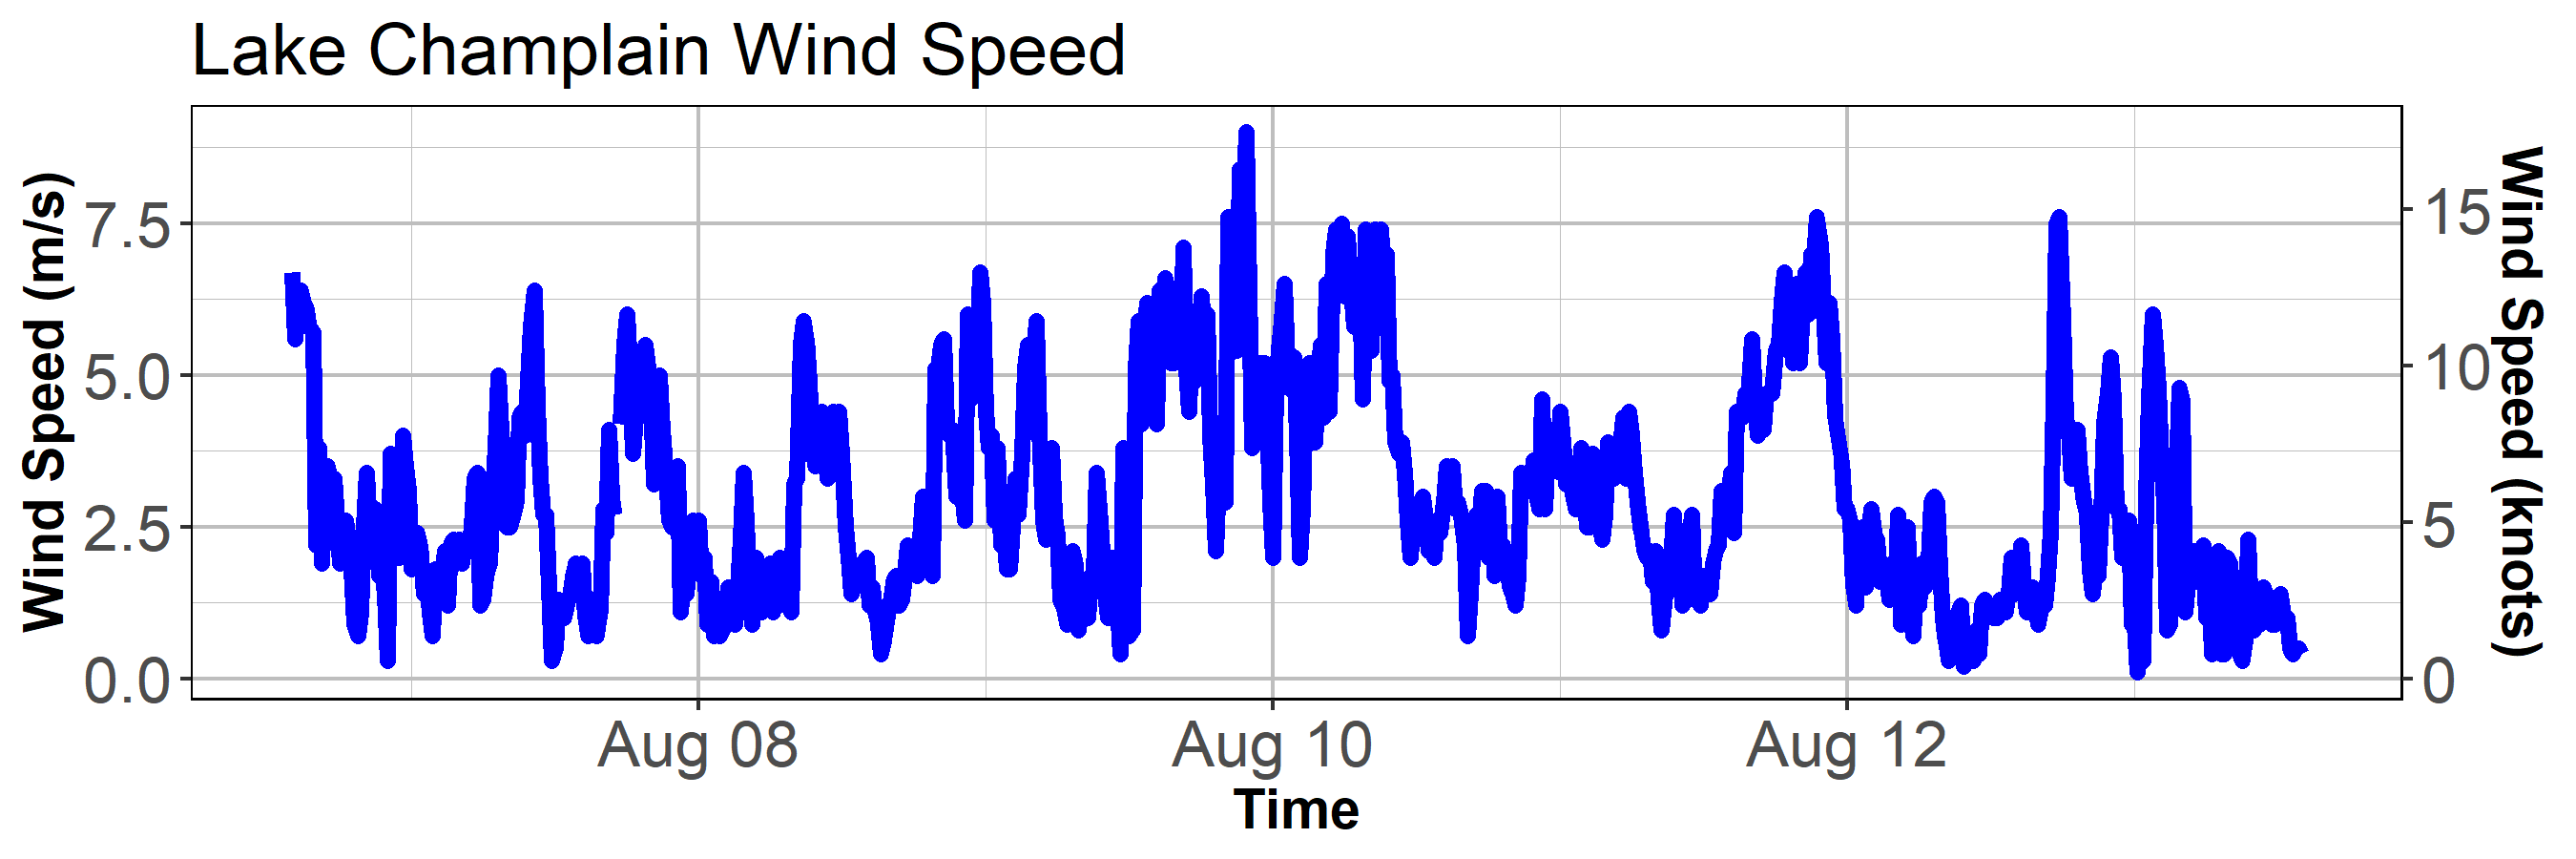 Lake Champlain Wind Speed
Wind Speed (m/s)
7.5
5.0
2.5
0.0
15
10
5
0
Wind Speed (knots)
Aug 08
Aug 10
Aug 12
Time